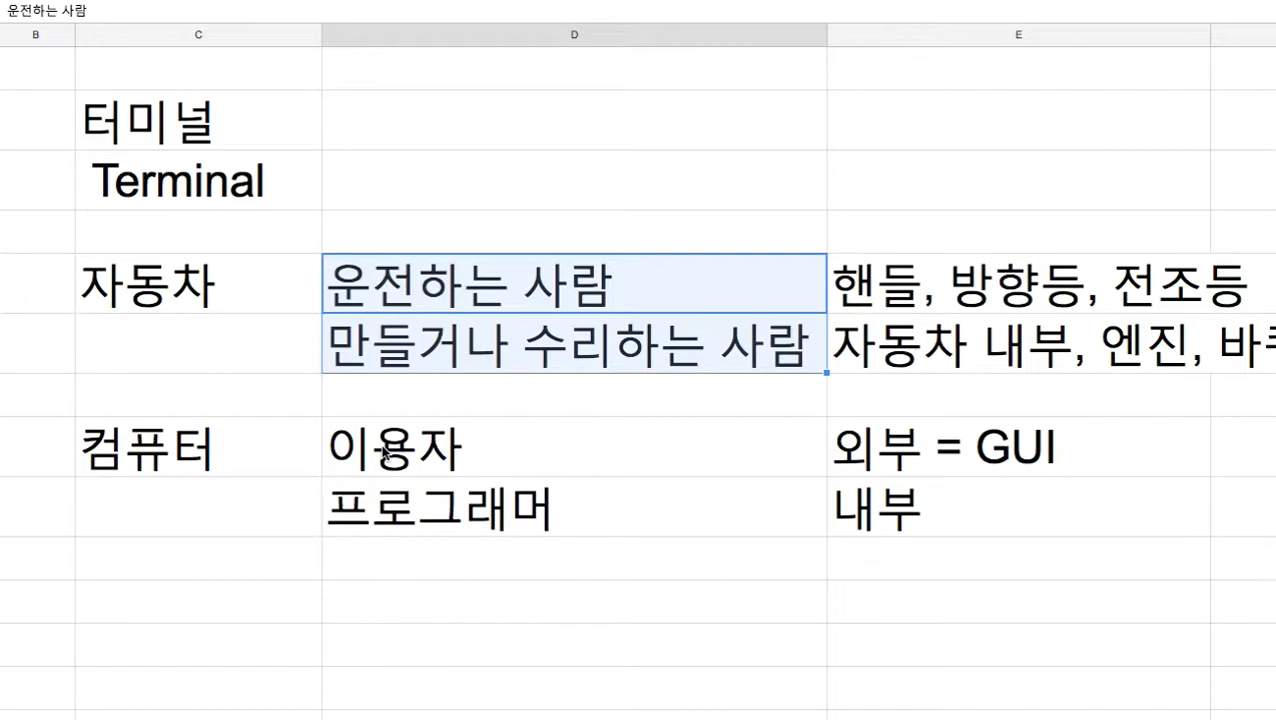 운전하는 사람
B C D E
터미널
Terminal
자동차 운전하는 사람 핸들, 방향등, 전조등
만들거나 수리하는 사람 자동차 내부, 엔진,
컴퓨터 이용자 외부 = GUI
프로그래머 내부